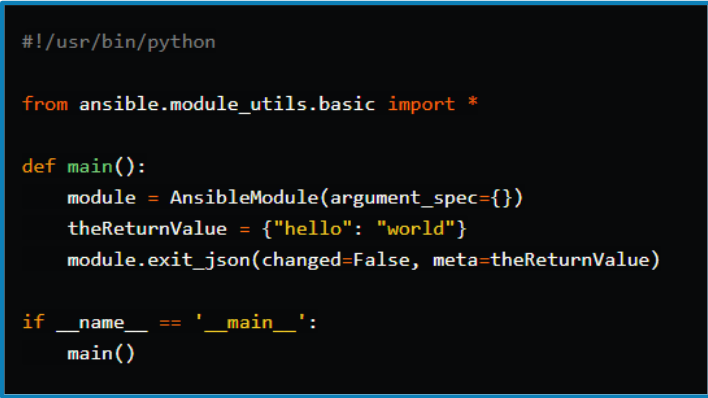 #!/usr/bin/python
from ansible.module_utils.basic import *
def main():
    module = AnsibleModule(argument_spec={})
    theReturnValue = {"hello": "world"}
    module.exit_json(changed=False, meta=theReturnValue)
if __name__ == '__main__':
    main()